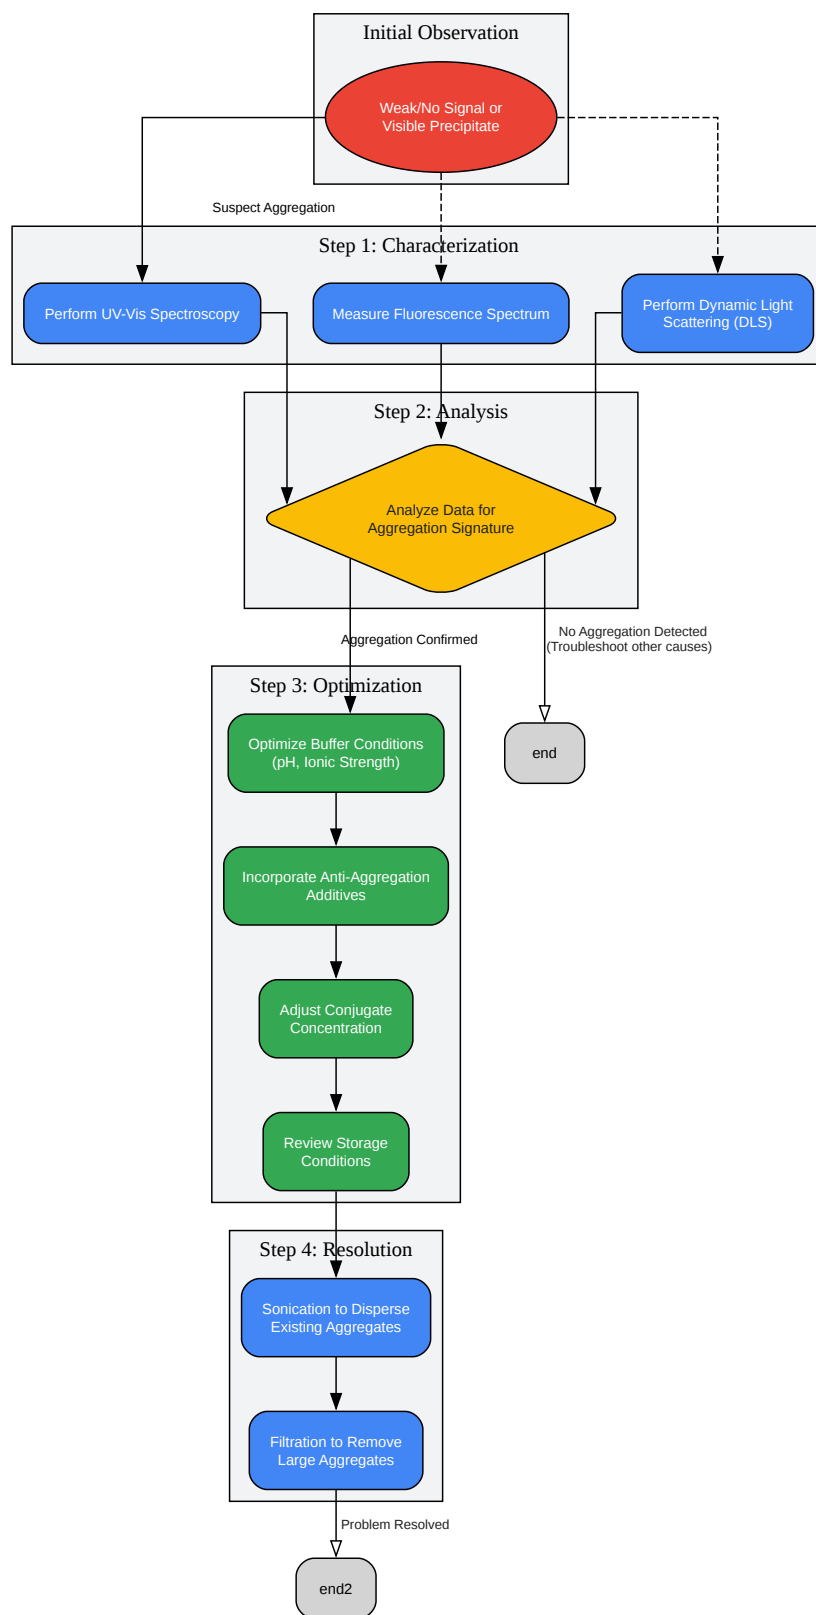 Initial Observation
Weak/No Signal or
Visible Precipitate
Suspect Aggregation
Step 1: Characterization
Perform UV-Vis Spectroscopy
Measure Fluorescence Spectrum
Perform Dynamic Light
Scattering (DLS)
Step 2: Analysis
Analyze Data for
Aggregation Signature
Aggregation Confirmed
No Aggregation Detected
(Troubleshoot other causes)
Step 3: Optimization
Optimize Buffer Conditions
(pH, Ionic Strength)
end
Incorporate Anti-Aggregation
Additives
Adjust Conjugate
Concentration
Review Storage
Conditions
Step 4: Resolution
Sonication to Disperse
Existing Aggregates
Filtration to Remove
Large Aggregates
Problem Resolved
end2